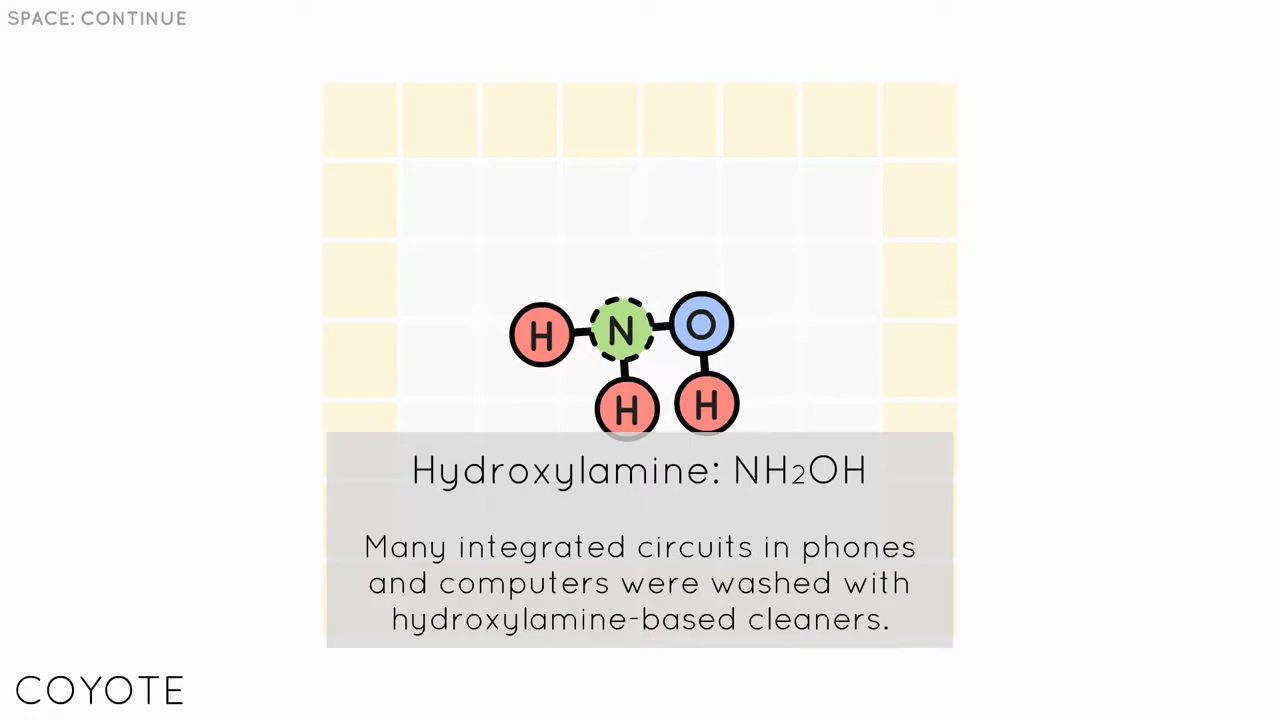 SPACE: CONTINUE
H N O
H H
Hydroxylamine: NH₂OH
Many integrated circuits in phones
and computers were washed with
hydroxylamine-based cleaners.
COYOTE